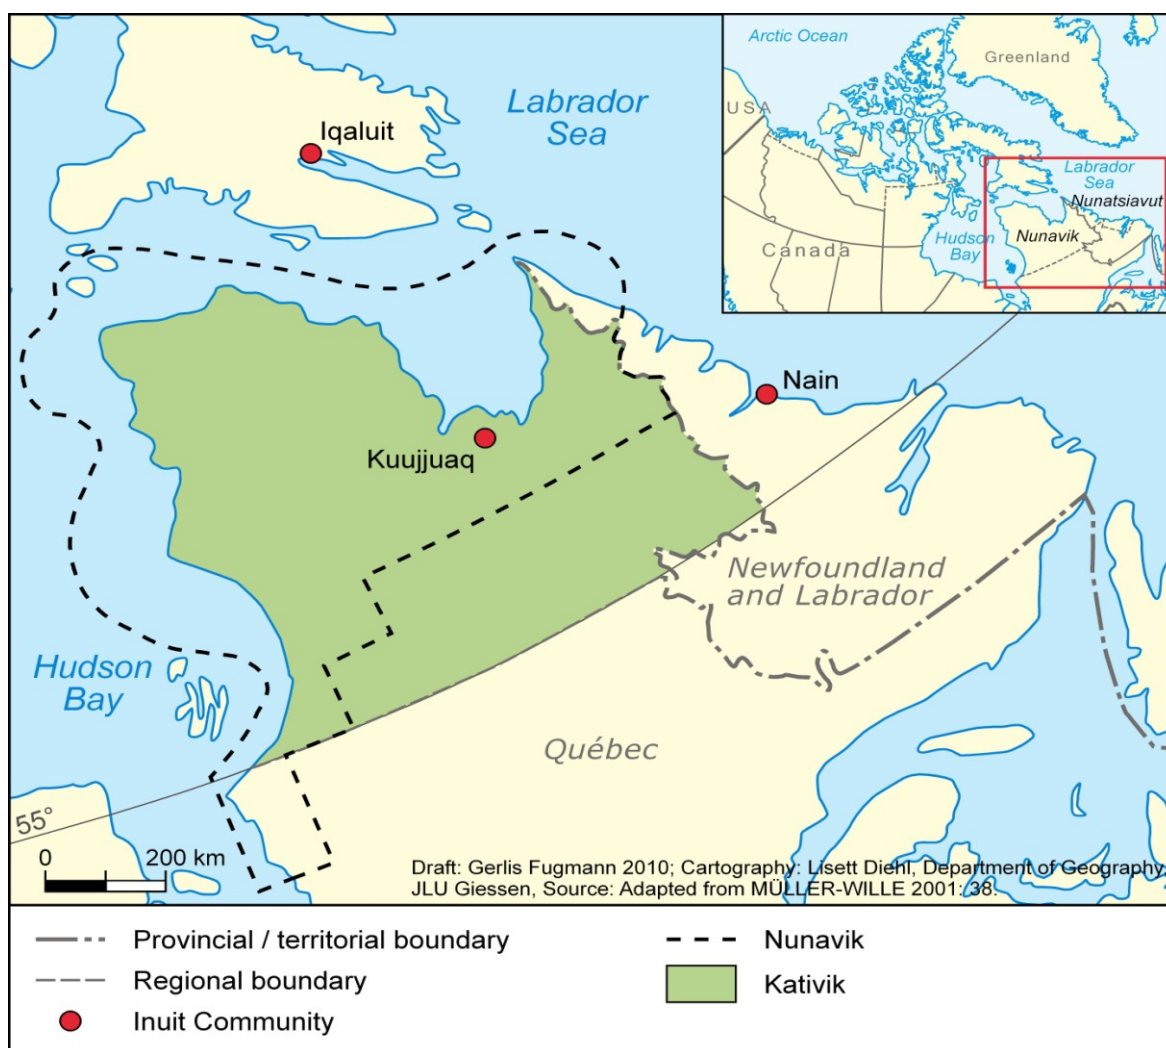 Arctic Ocean
Greenland
USA
Labrador
Sea
Nunatsiavut
Nunavik
Hudson
Bay
Canada
Labrador
Sea
Iqaluit
Nain
Kuujjuaq
Newfoundland
and Labrador
Hudson
Bay
Québec
55°
0 200 km
Draft: Gerlis Fugmann 2010; Cartography: Lisett Diehl, Department of Geography,
JLU Giessen, Source: Adapted from MÜLLER-WILLE 2001: 38.
Provincial / territorial boundary
Regional boundary
Inuit Community
Nunavik
Kativik